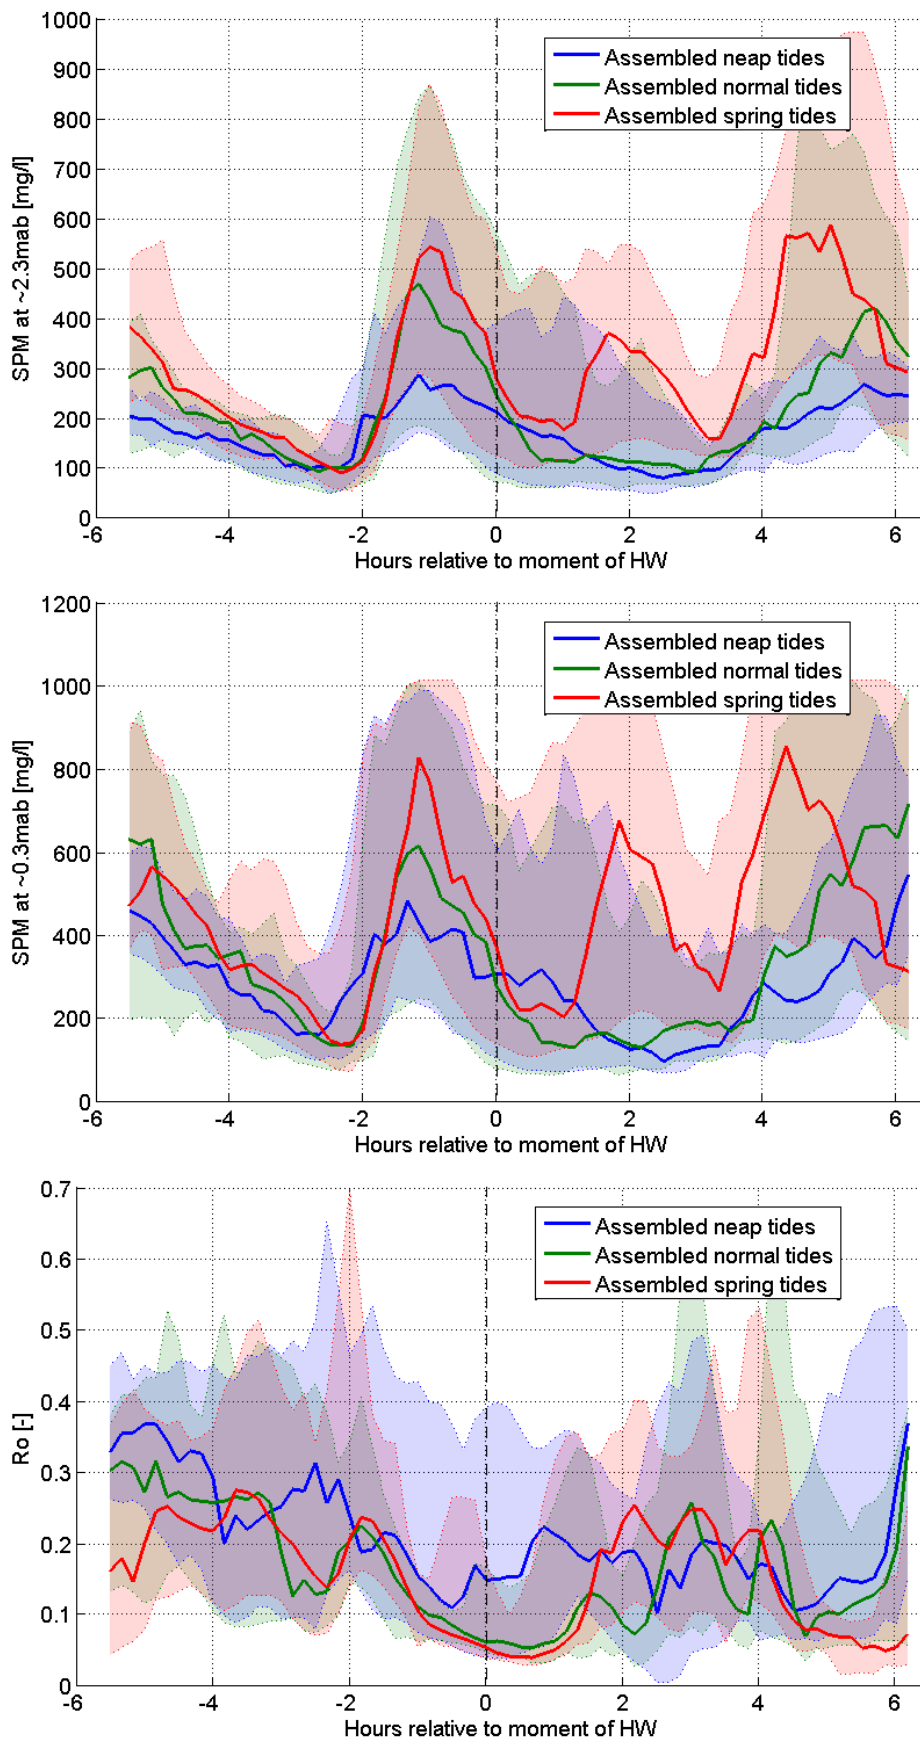 1000
900
800
700
600
500
400
300
200
100
0
SPM at ~2.3mab [mg/l]
Assembled neap tides
Assembled normal tides
Assembled spring tides
-6 -4 -2 0 2 4 6
Hours relative to moment of HW
1200
1000
800
600
400
200
0
SPM at ~0.3mab [mg/l]
Assembled neap tides
Assembled normal tides
Assembled spring tides
-6 -4 -2 0 2 4 6
Hours relative to moment of HW
0.7
0.6
0.5
0.4
0.3
0.2
0.1
0
Ro [-]
Assembled neap tides
Assembled normal tides
Assembled spring tides
-6 -4 -2 0 2 4 6
Hours relative to moment of HW